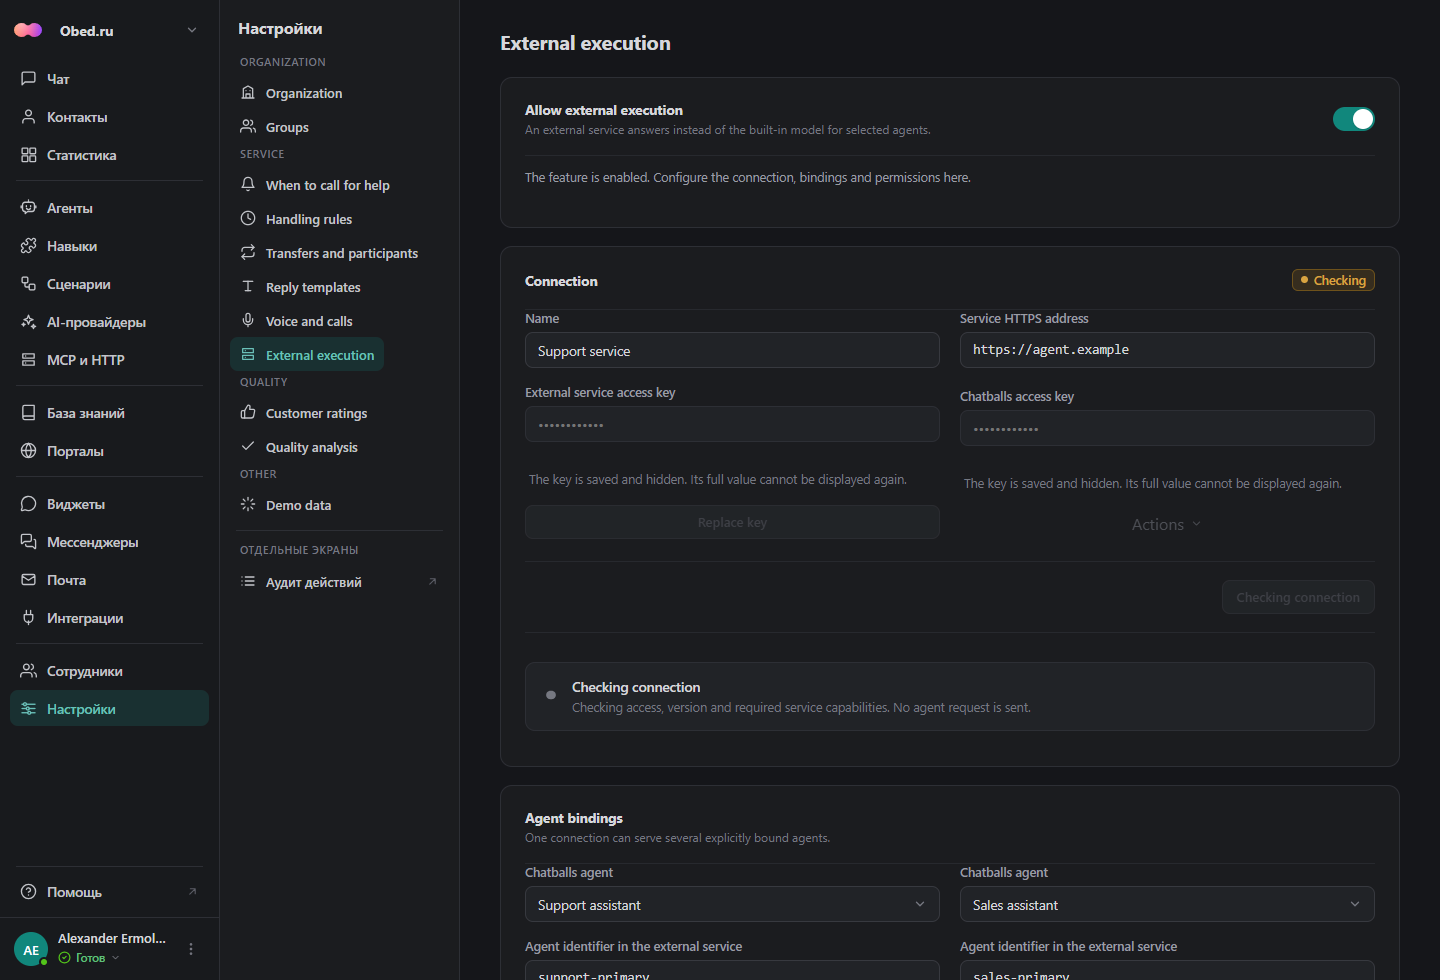 Obed.ru
Чат
Контакты
Статистика
Агенты
Навыки
Сценарии
AI-провайдеры
MCP и HTTP
База знаний
Порталы
Виджеты
Мессенджеры
Почта
Интеграции
Сотрудники
Настройки
Помощь
AE
Alexander Ermol...
Готов
Настройки
ORGANIZATION
Organization
Groups
SERVICE
When to call for help
Handling rules
Transfers and participants
Reply templates
Voice and calls
External execution
QUALITY
Customer ratings
Quality analysis
OTHER
Demo data
ОТДЕЛЬНЫЕ ЭКРАНЫ
Аудит действий
External execution
Allow external execution
An external service answers instead of the built-in model for selected agents.
The feature is enabled. Configure the connection, bindings and permissions here.
Connection
Checking
Name
Service HTTPS address
Support service
https://agent.example
External service access key
Chatballs access key
••••••••••••
••••••••••••
The key is saved and hidden. Its full value cannot be displayed again.
The key is saved and hidden. Its full value cannot be displayed again.
Replace key
Actions
Checking connection
Checking connection
Checking access, version and required service capabilities. No agent request is sent.
Agent bindings
One connection can serve several explicitly bound agents.
Chatballs agent
Chatballs agent
Support assistant
Sales assistant
Agent identifier in the external service
Agent identifier in the external service
support-primary
sales-primary